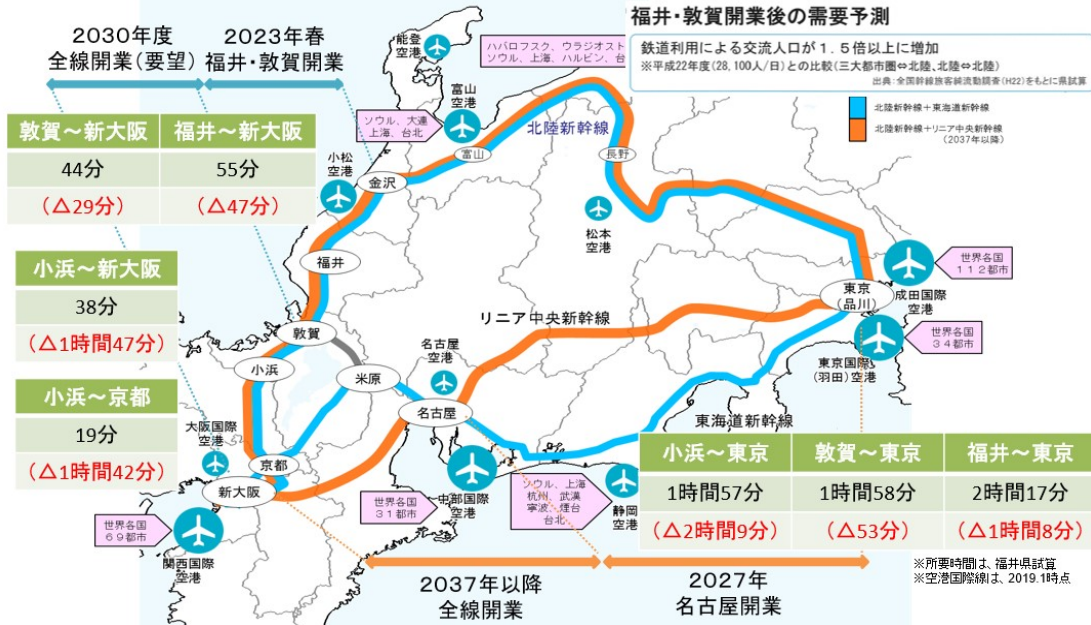 福井・敦賀開業後の需要予測
鉄道利用による交流人口が１.５倍以上に増加
※平成22年度(28,100人/日)との比較(三大都市圏⇔北陸、北陸⇔北陸)
出典:全国幹線旅客純流動調査(H22)をもとに県試算
北陸新幹線＋東海道新幹線
北陸新幹線＋リニア中央新幹線
(2037年以降)
2030年度
全線開業(要望)
2023年春
福井・敦賀開業
能登
空港
ハバロフスク、ウラジオスト
ソウル、上海、ハルビン、台
富山
空港
ソウル、大連
上海、台北
敦賀～新大阪
福井～新大阪
44分
55分
(△29分)
(△47分)
小松
空港
北陸新幹線
富山
長野
金沢
松本
空港
福井
小浜～新大阪
38分
(△1時間47分)
東京
(品川)
成田国際
空港
世界各国
１１２都市
リニア中央新幹線
敦賀
世界各国
３４都市
東京国際
(羽田)空港
小浜
米原
名古屋
空港
名古屋
小浜～京都
19分
(△1時間42分)
大阪国際
空港
東海道新幹線
京都
新大阪
小浜～東京
敦賀～東京
福井～東京
1時間57分
1時間58分
2時間17分
(△2時間9分)
(△53分)
(△1時間8分)
世界各国
６９都市
関西国際
空港
世界各国
３１都市
中部国際
空港
ソウル、上海
杭州、武漢
寧波、煙台
台北
静岡
空港
2037年以降
全線開業
2027年
名古屋開業
※所要時間は、福井県試算
※空港国際線は、2019.1時点